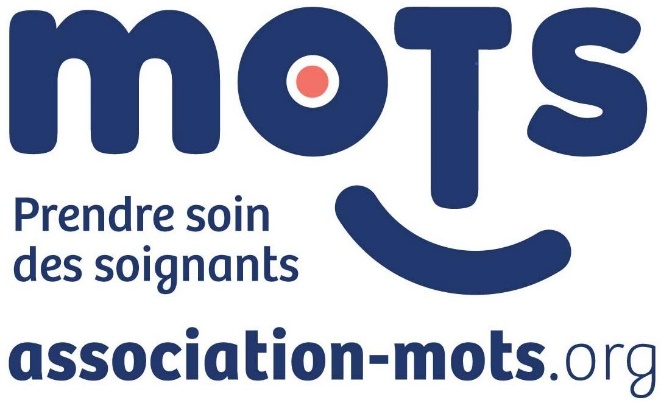 mots
Prendre soin
des soignants
association-mots.org